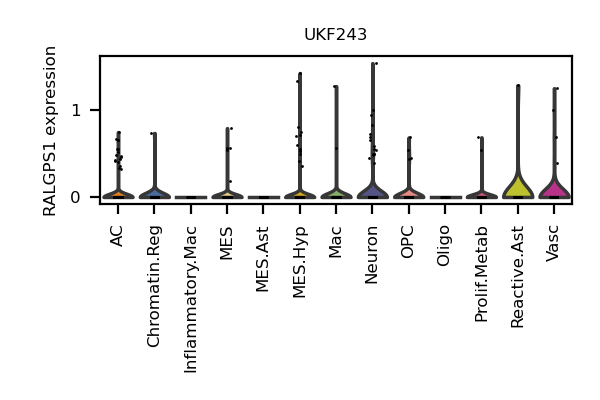 UKF243
RALGPS1 expression
1
0
AC
Chromatin.Reg
Inflammatory.Mac
MES
MES.Ast
MES.Hyp
Mac
Neuron
OPC
Oligo
Prolif.Metab
Reactive.Ast
Vasc